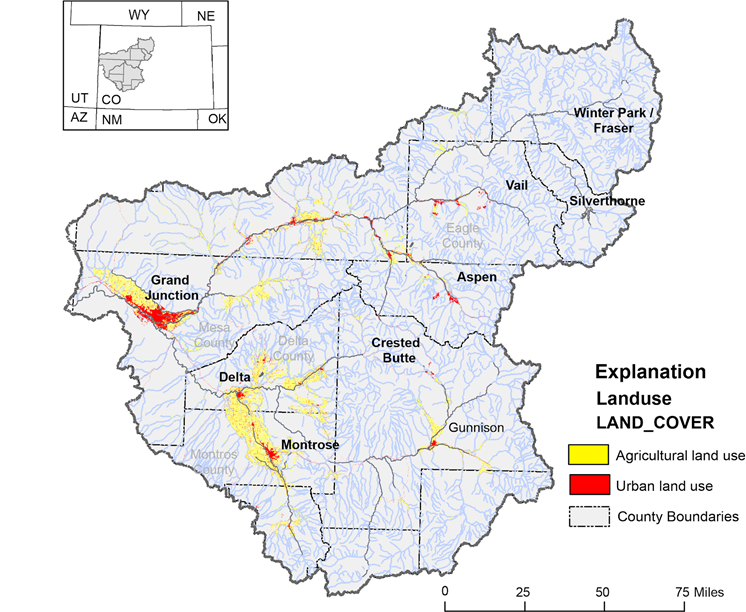 WY
NE
UT
CO
AZ
NM
OK
Winter Park /
Fraser
Vail
Silverthorne
Eagle
County
Aspen
Grand
Junction
Mesa
County
Delta
County
Crested
Butte
Delta
Gunnison
Montrose
Montros
County
Explanation
Landuse
LAND_COVER
Agricultural land use
Urban land use
County Boundaries
0 25 50 75 Miles